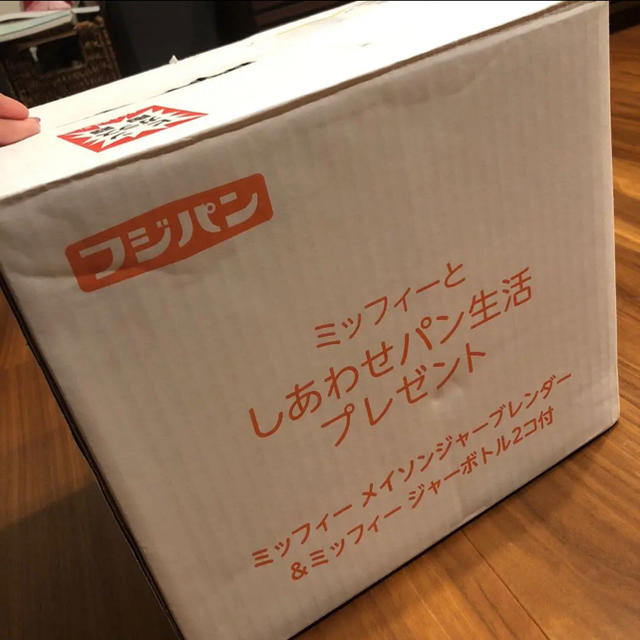 フジパン
ミッフィーと
しあわせパン生活
プレゼント
ミッフィー メイソンジャーブレンダー
&ミッフィー ジャーボトル2コ付